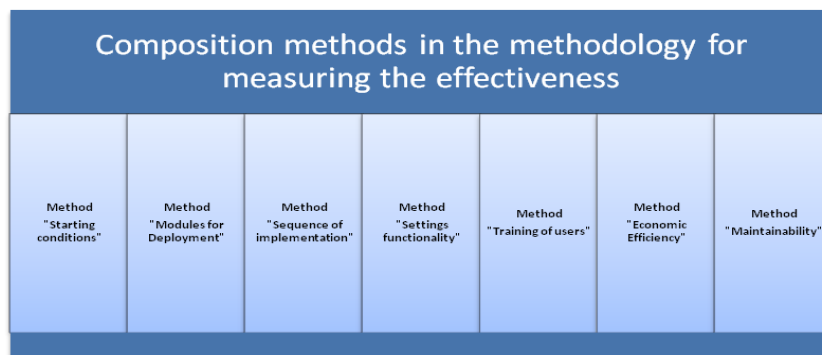 Composition methods in the methodology for
measuring the effectiveness
Method
"Starting
conditions"
Method
"Modules for
Deployment"
Method
"Sequence of
implementation"
Method
"Settings
functionality"
Method
"Training of users"
Method
"Economic
Efficiency"
Method
"Maintainability"